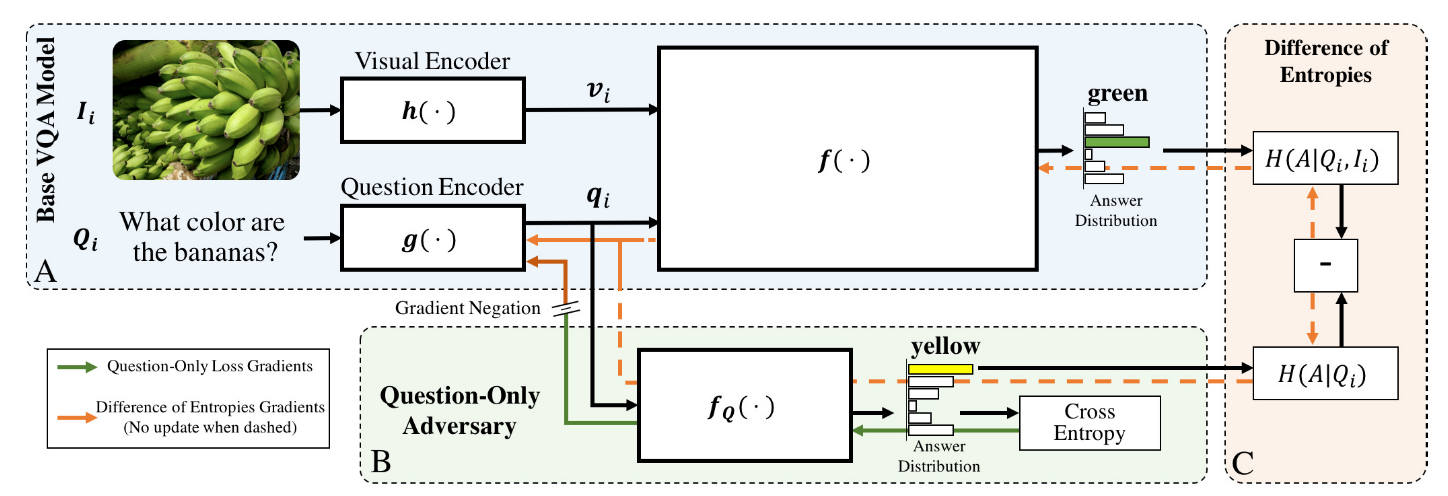 Base VQA Model
I_i
Visual Encoder
h(·)
v_i
Q_i
What color are
the bananas?
Question Encoder
g(·)
q_i
f(·)
green
Answer
Distribution
A
Difference of
Entropies
H(A|Q_i, I_i)
-
H(A|Q_i)
C
Gradient Negation
Question-Only Loss Gradients
Difference of Entropies Gradients
(No update when dashed)
Question-Only
Adversary
B
f_Q(·)
yellow
Answer
Distribution
Cross
Entropy